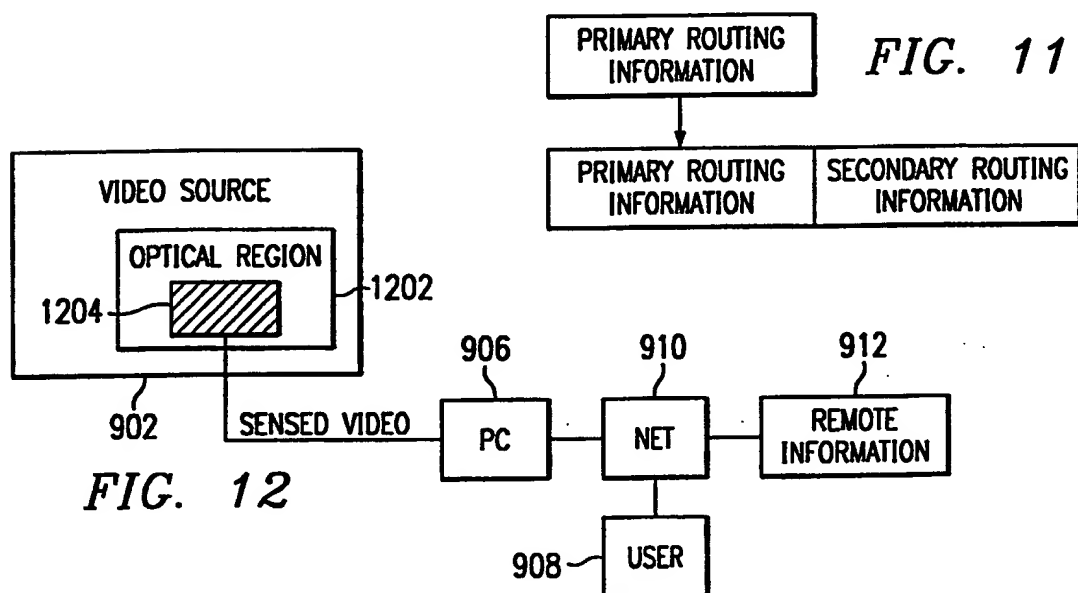 PRIMARY ROUTING
INFORMATION
FIG. 11
PRIMARY ROUTING
INFORMATION
SECONDARY ROUTING
INFORMATION
VIDEO SOURCE
OPTICAL REGION
1204
1202
902
SENSED VIDEO
906
PC
910
NET
912
REMOTE
INFORMATION
908
USER
FIG. 12